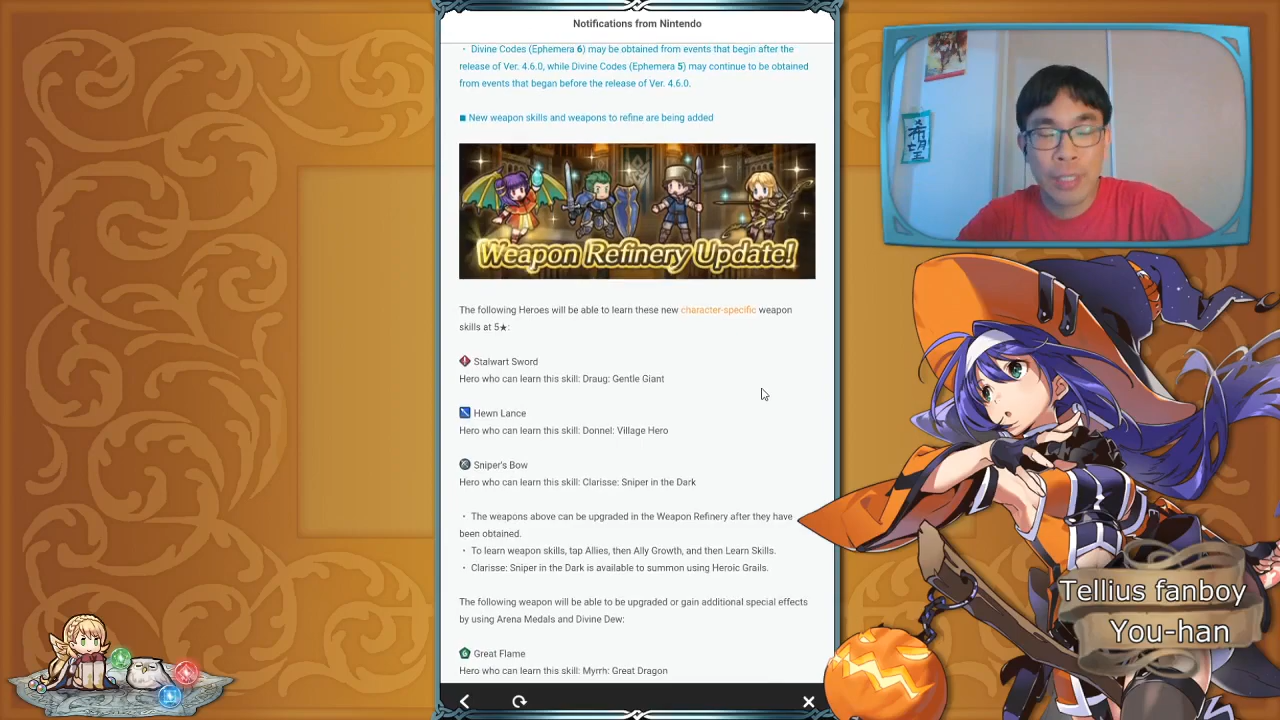 Notifications from Nintendo
・ Divine Codes (Ephemera 6) may be obtained from events that begin after the
release of Ver. 4.6.0, while Divine Codes (Ephemera 5) may continue to be obtained
from events that began before the release of Ver. 4.6.0.
■ New weapon skills and weapons to refine are being added
Weapon Refinery Update!
The following Heroes will be able to learn these new character-specific weapon
skills at 5★:
Stalwart Sword
Hero who can learn this skill: Draug: Gentle Giant
Hewn Lance
Hero who can learn this skill: Donnel: Village Hero
Sniper's Bow
Hero who can learn this skill: Clarisse: Sniper in the Dark
・ The weapons above can be upgraded in the Weapon Refinery after they have
been obtained.
・ To learn weapon skills, tap Allies, then Ally Growth, and then Learn Skills.
・ Clarisse: Sniper in the Dark is available to summon using Heroic Grails.
The following weapon will be able to be upgraded or gain additional special effects
by using Arena Medals and Divine Dew:
Great Flame
Hero who can learn this skill: Myrrh: Great Dragon
希望
Tellius fanboy
You-han